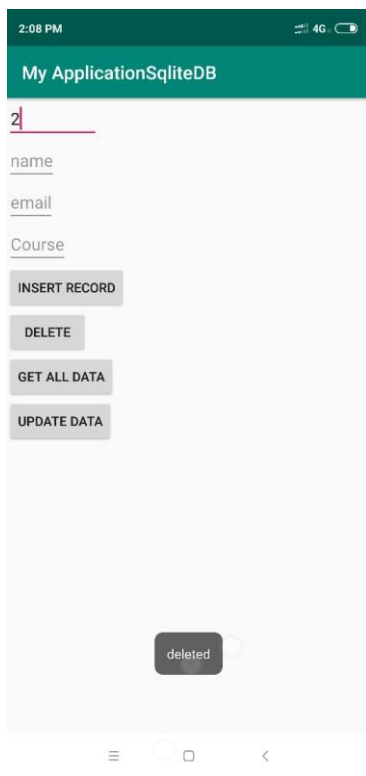 2:08 PM 4G
My ApplicationSqliteDB
2
name
email
Course
INSERT RECORD
DELETE
GET ALL DATA
UPDATE DATA
deleted